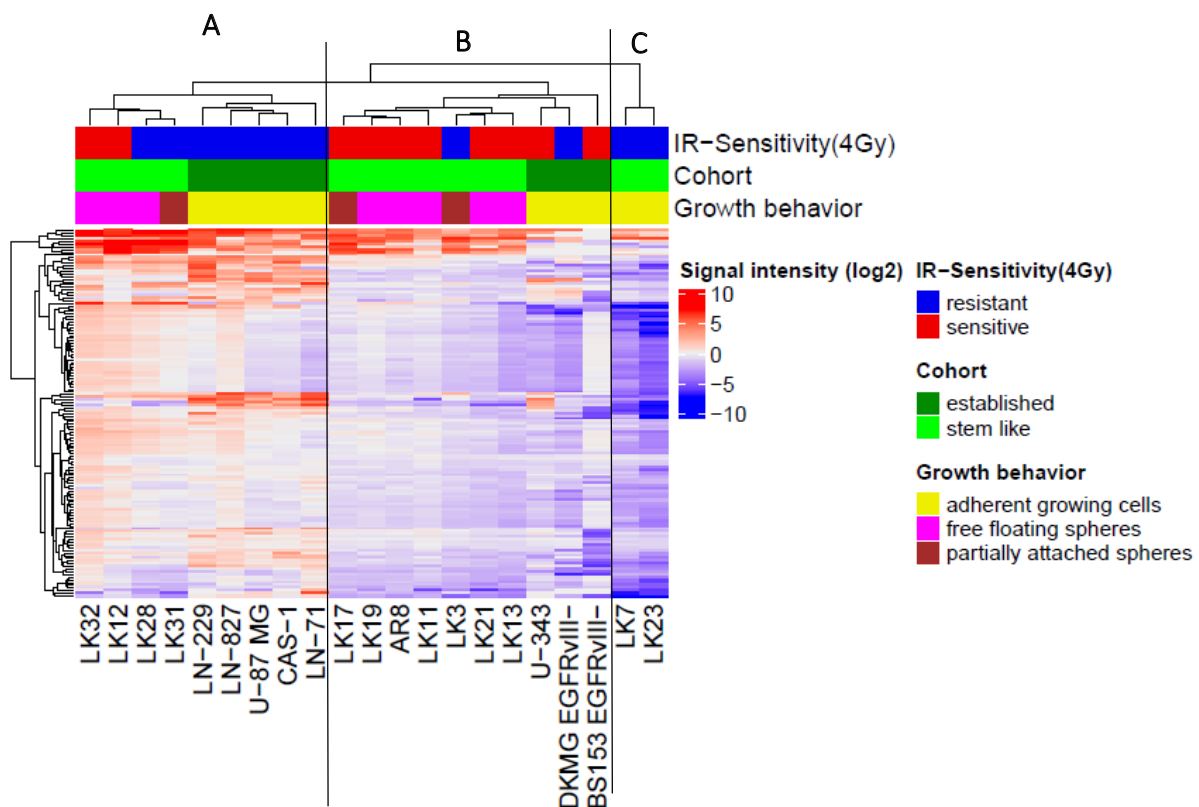 A
B
C
IR−Sensitivity(4Gy)
Cohort
Growth behavior
Signal intensity (log2)
10
5
0
−5
−10
IR−Sensitivity(4Gy)
resistant
sensitive
Cohort
established
stem like
Growth behavior
adherent growing cells
free floating spheres
partially attached spheres
LK32
LK12
LK28
LK31
LN−229
LN−827
U−87 MG
CAS−1
LN−71
LK17
LK19
AR8
LK11
LK3
LK21
LK13
U−343
DKMG EGFRvIII−
BS153 EGFRvIII−
LK7
LK23